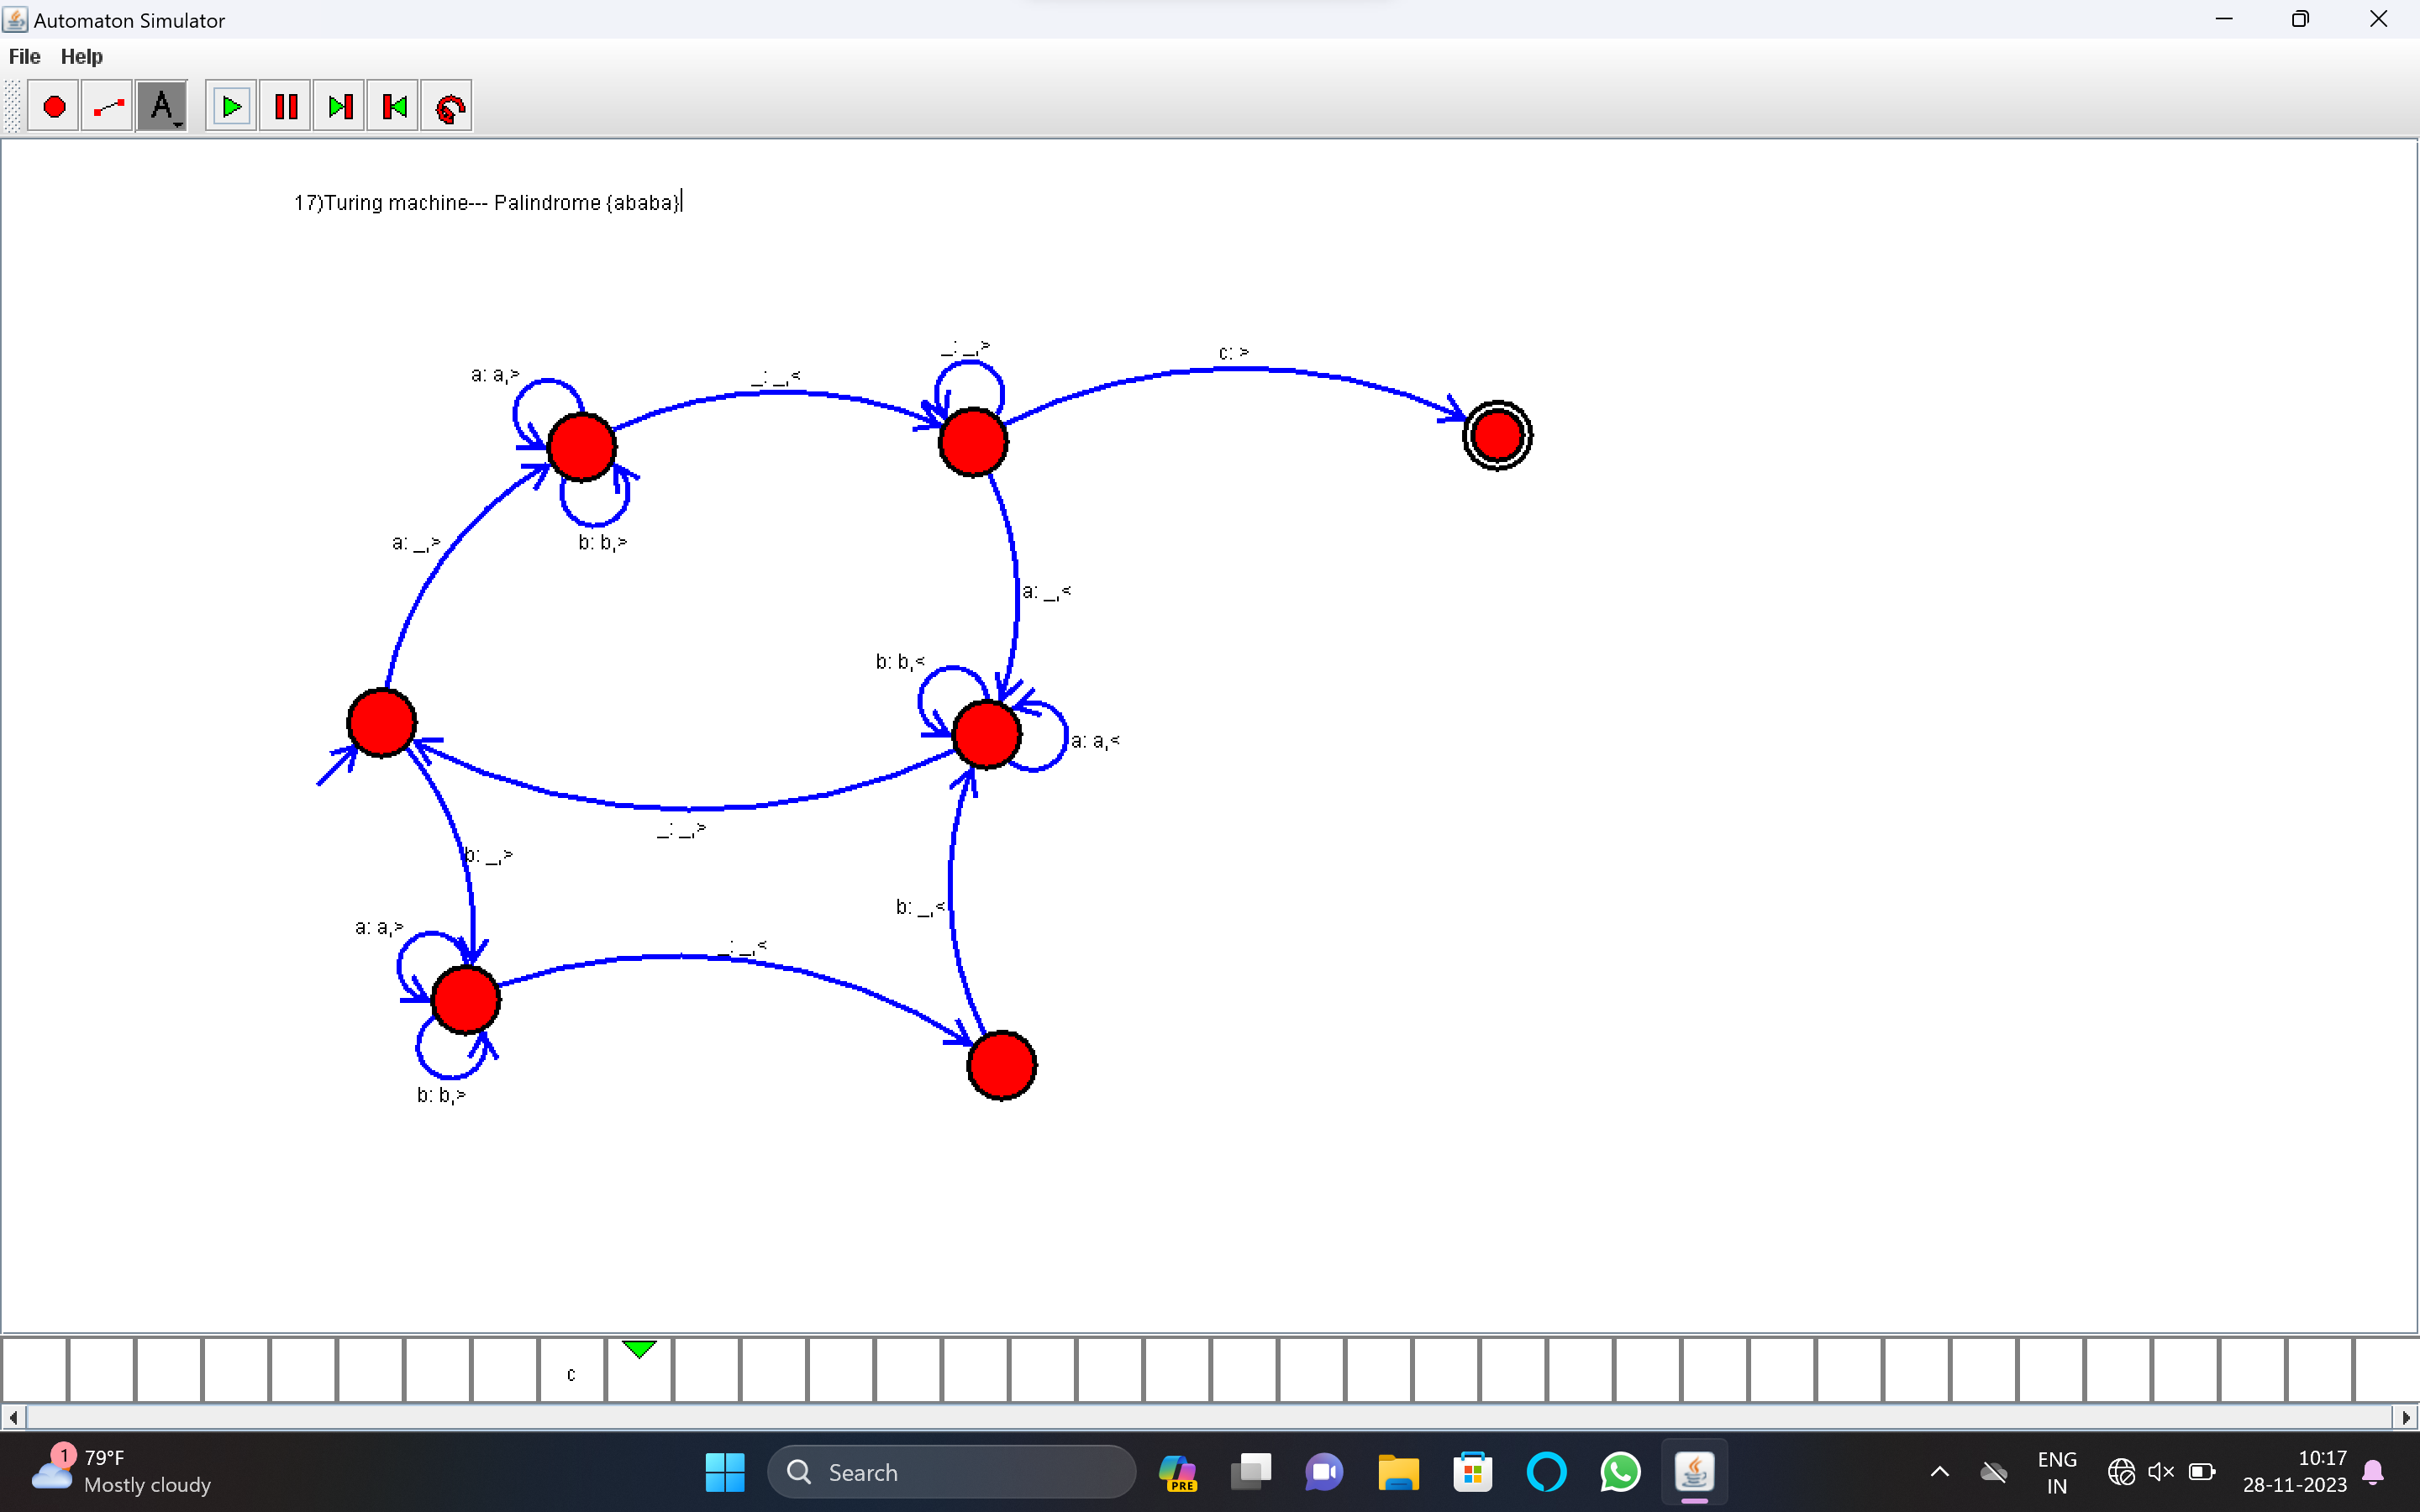 Automaton Simulator
File Help
A
17)Turing machine--- Palindrome {ababa}
_: _,>
c: >
a: a,>
_: _,<
a: _,>
b: b,>
a: _,<
b: b,<
a: a,<
_: _,>
b: _,>
b: _,<
a: a,>
_: _,<
b: b,>
c
1
79°F
Mostly cloudy
Search
PRE
ENG
IN
10:17
28-11-2023